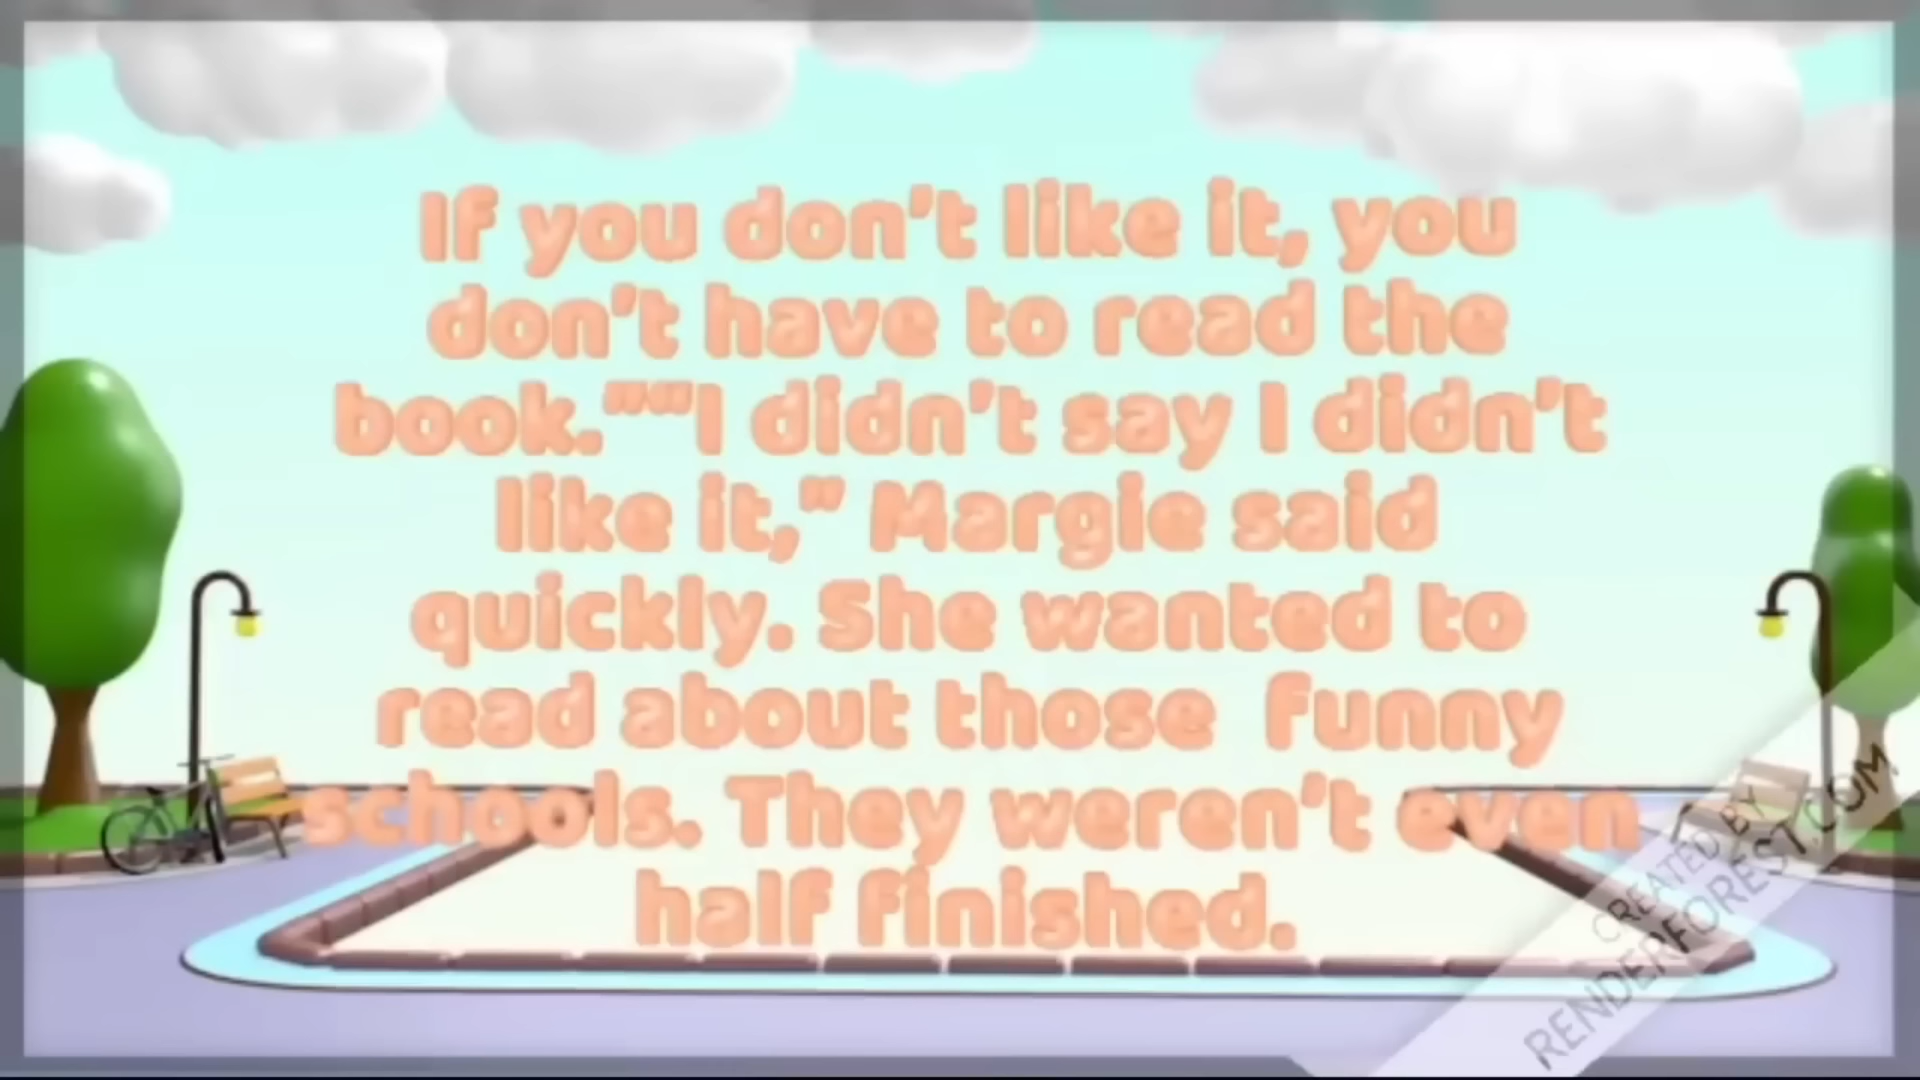 If you don't like it, you
don't have to read the
book.""I didn't say I didn't
like it," Margie said
quickly. She wanted to
read about those funny
schools. They weren't even
half finished.
CREATED BY
RENDERFOREST.COM